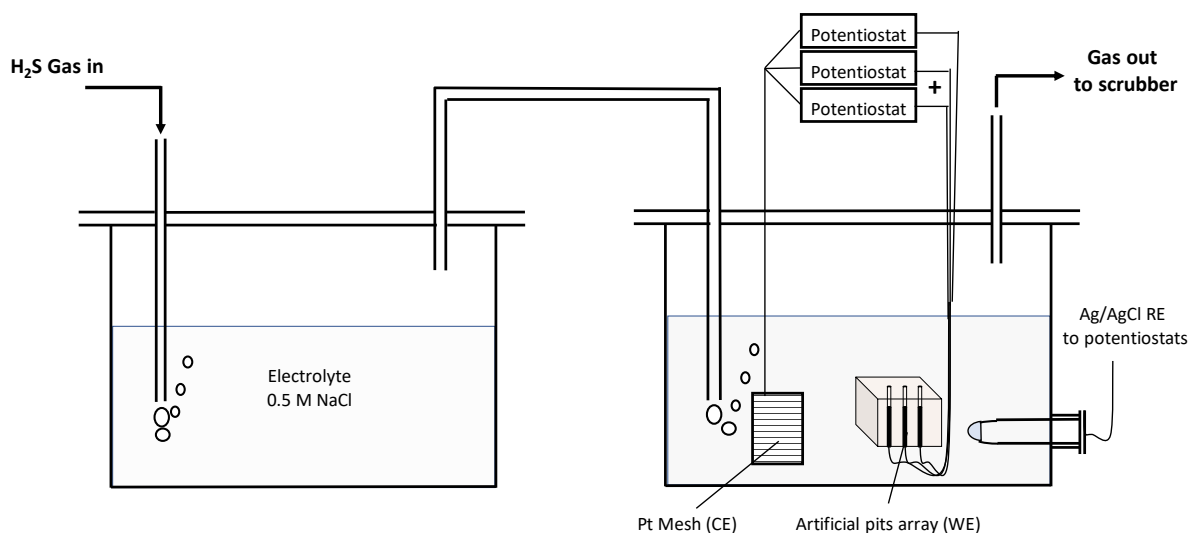 H₂S Gas in
Potentiostat
Potentiostat
+
Potentiostat
Gas out
to scrubber
Electrolyte
0.5 M NaCl
Ag/AgCl RE
to potentiostats
Pt Mesh (CE)
Artificial pits array (WE)